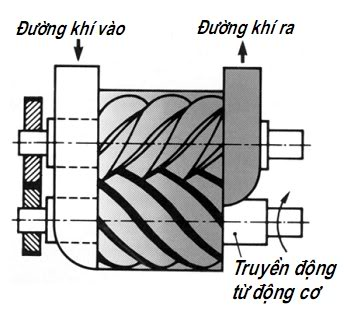 Đường khí vào
Đường khí ra
Truyền động
từ động cơ